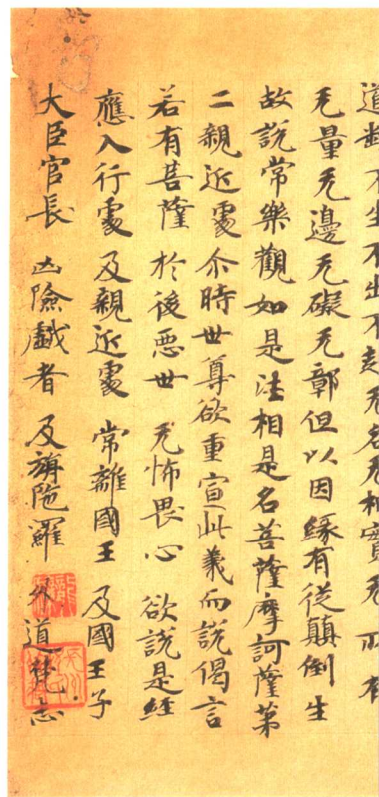 道斷不生不出不起无名无相實无所有
无量无邊无礙无鄣但以因緣有從顛倒生
故說常樂觀如是法相是名菩薩摩訶薩第
二親近處尒時世尊欲重宣此義而說偈言
若有菩薩 於後惡世 无怖畏心 欲說是經
應入行處 及親近處 常離國王 及國王子
大臣官長 凶險戲者 及旃陀羅 外道梵志